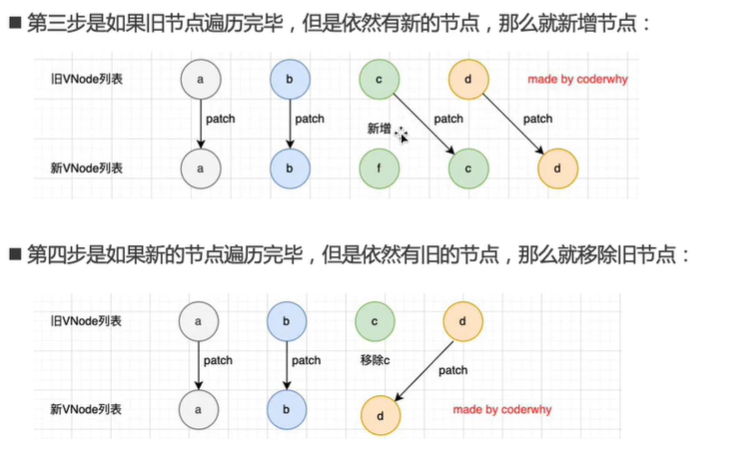 ■ 第三步是如果旧节点遍历完毕，但是依然有新的节点，那么就新增节点：
旧VNode列表 a b c d made by coderwhy
patch patch 新增 patch patch
新VNode列表 a b f c d
■ 第四步是如果新的节点遍历完毕，但是依然有旧的节点，那么就移除旧节点：
旧VNode列表 a b c d
patch patch 移除c patch
新VNode列表 a b d made by coderwhy